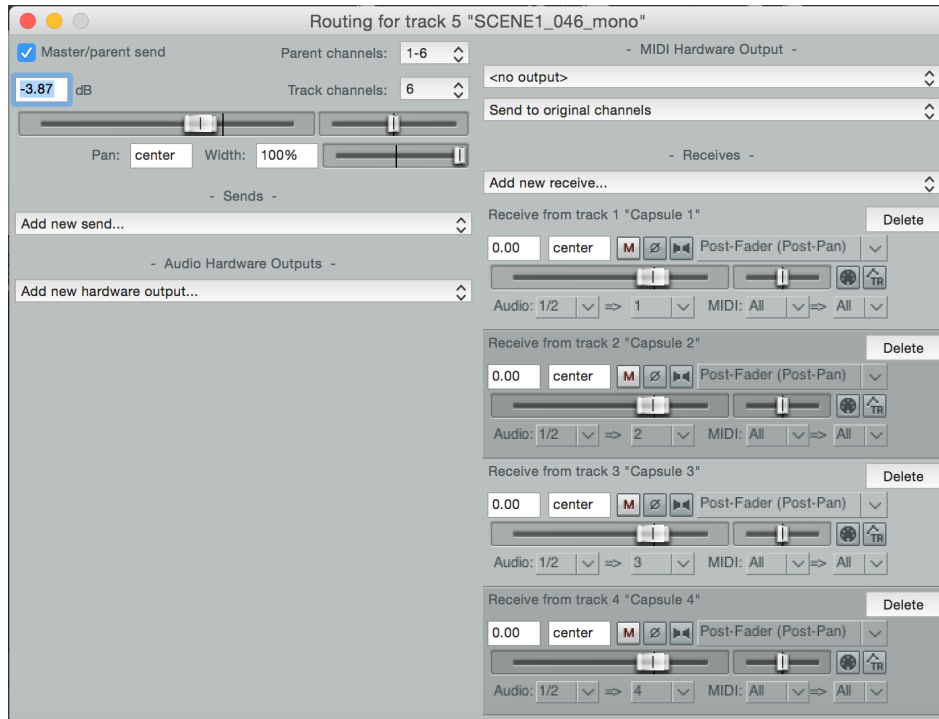 Routing for track 5 "SCENE1_046_mono"
Master/parent send
Parent channels: 1-6
-3.87 dB
Track channels: 6
Pan: center Width: 100%
- Sends -
Add new send...
- Audio Hardware Outputs -
Add new hardware output...
- MIDI Hardware Output -
<no output>
Send to original channels
- Receives -
Add new receive...
Receive from track 1 "Capsule 1"
Delete
0.00 center M Ø Post-Fader (Post-Pan)
TR
Audio: 1/2 => 1 MIDI: All => All
Receive from track 2 "Capsule 2"
Delete
0.00 center M Ø Post-Fader (Post-Pan)
TR
Audio: 1/2 => 2 MIDI: All => All
Receive from track 3 "Capsule 3"
Delete
0.00 center M Ø Post-Fader (Post-Pan)
TR
Audio: 1/2 => 3 MIDI: All => All
Receive from track 4 "Capsule 4"
Delete
0.00 center M Ø Post-Fader (Post-Pan)
TR
Audio: 1/2 => 4 MIDI: All => All